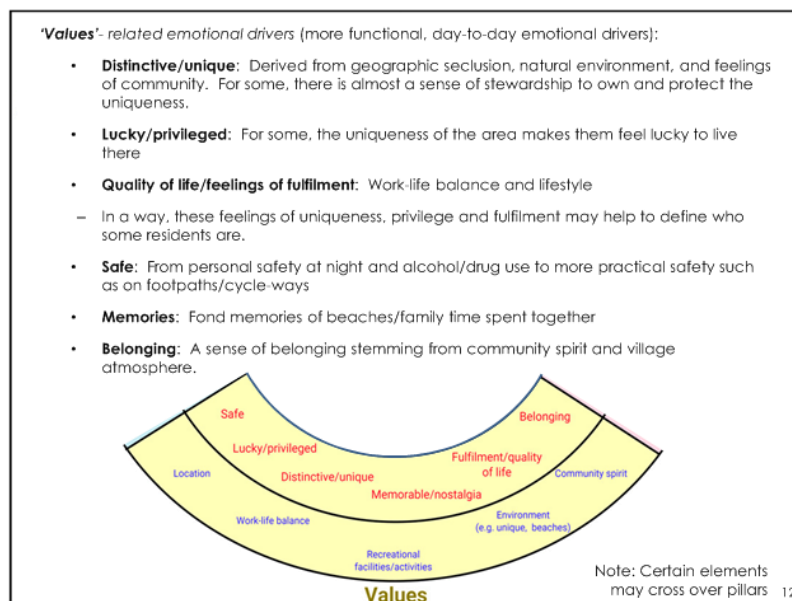 'Values'- related emotional drivers (more functional, day-to-day emotional drivers):
• Distinctive/unique: Derived from geographic seclusion, natural environment, and feelings
of community. For some, there is almost a sense of stewardship to own and protect the
uniqueness.
• Lucky/privileged: For some, the uniqueness of the area makes them feel lucky to live
there
• Quality of life/feelings of fulfilment: Work-life balance and lifestyle
– In a way, these feelings of uniqueness, privilege and fulfilment may help to define who
some residents are.
• Safe: From personal safety at night and alcohol/drug use to more practical safety such
as on footpaths/cycle-ways
• Memories: Fond memories of beaches/family time spent together
• Belonging: A sense of belonging stemming from community spirit and village
atmosphere.
Safe
Belonging
Lucky/privileged
Fulfilment/quality
of life
Distinctive/unique
Memorable/nostalgia
Location
Community spirit
Work-life balance
Environment
(e.g. unique, beaches)
Recreational
facilities/activities
Values
Note: Certain elements
may cross over pillars
12